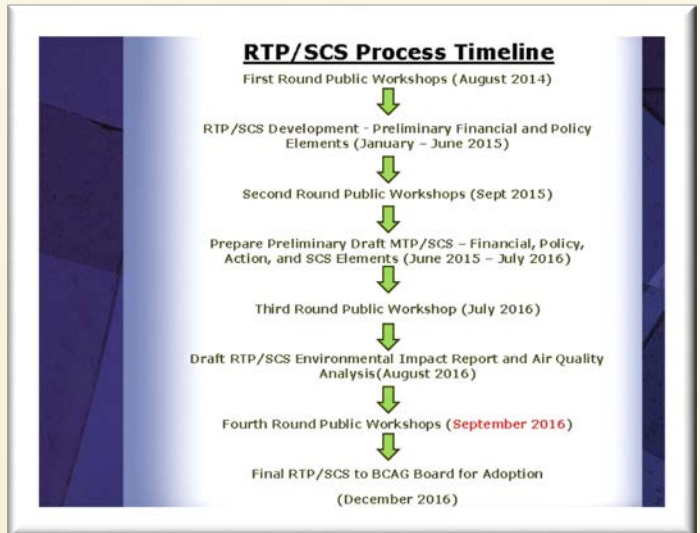 RTP/SCS Process Timeline
First Round Public Workshops (August 2014)
RTP/SCS Development - Preliminary Financial and Policy
Elements (January – June 2015)
Second Round Public Workshops (Sept 2015)
Prepare Preliminary Draft MTP/SCS – Financial, Policy,
Action, and SCS Elements (June 2015 – July 2016)
Third Round Public Workshop (July 2016)
Draft RTP/SCS Environmental Impact Report and Air Quality
Analysis(August 2016)
Fourth Round Public Workshops (September 2016)
Final RTP/SCS to BCAG Board for Adoption
(December 2016)